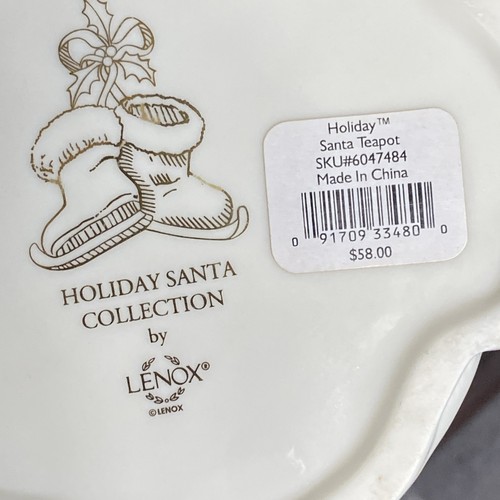 HOLIDAY SANTA
COLLECTION
by
LENOX®
©LENOX
Holiday™
Santa Teapot
SKU#6047484
Made In China
0 91709 33480 0
$58.00